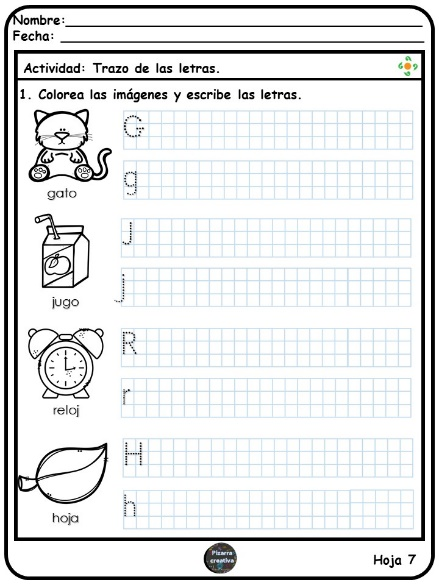 Nombre:
Fecha:
Actividad: Trazo de las letras.
1. Colorea las imágenes y escribe las letras.
G
gato
g
J
jugo
j
R
reloj
r
H
hoja
h
Pizarra
creativa
Hoja 7